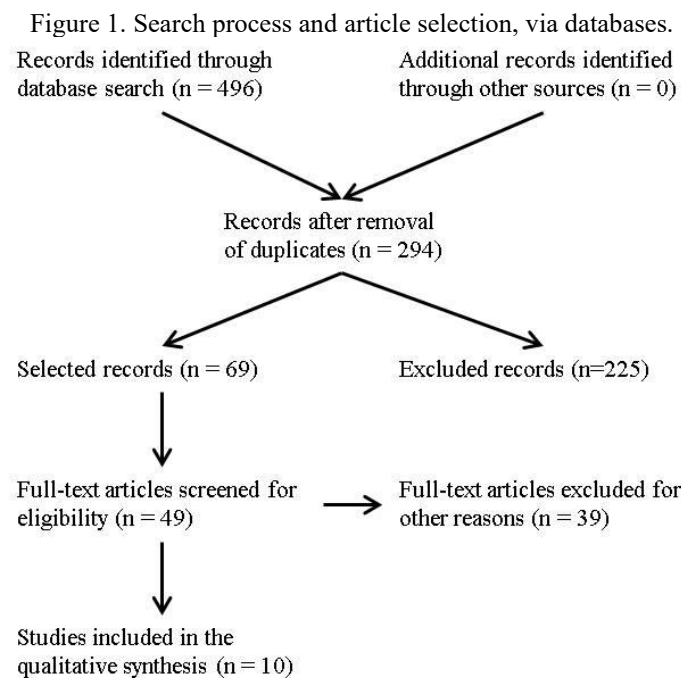 Figure 1. Search process and article selection, via databases.
Records identified through
database search (n = 496)
Additional records identified
through other sources (n = 0)
Records after removal
of duplicates (n = 294)
Selected records (n = 69)
Excluded records (n=225)
Full-text articles screened for
eligibility (n = 49)
Full-text articles excluded for
other reasons (n = 39)
Studies included in the
qualitative synthesis (n = 10)